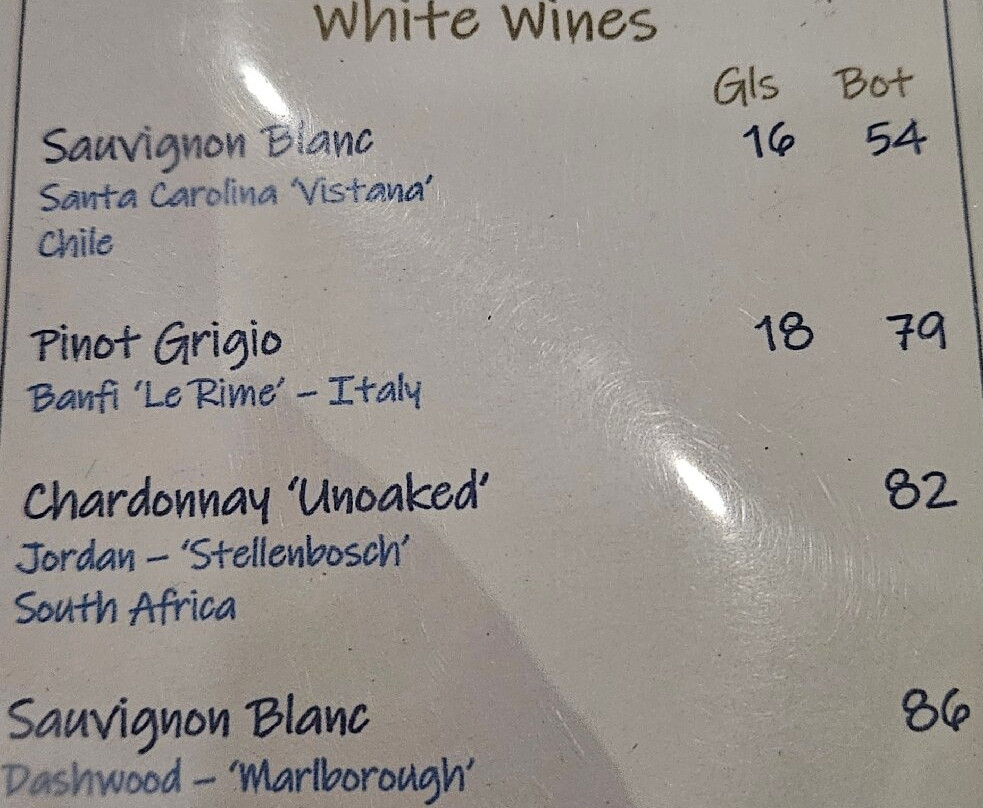 White Wines
Gls Bot
Sauvignon Blanc 16 54
Santa Carolina 'Vistana'
Chile
Pinot Grigio 18 79
Banfi 'Le Rime' – Italy
Chardonnay 'Unoaked' 82
Jordan – 'Stellenbosch'
South Africa
Sauvignon Blanc 86
Dashwood – 'Marlborough'